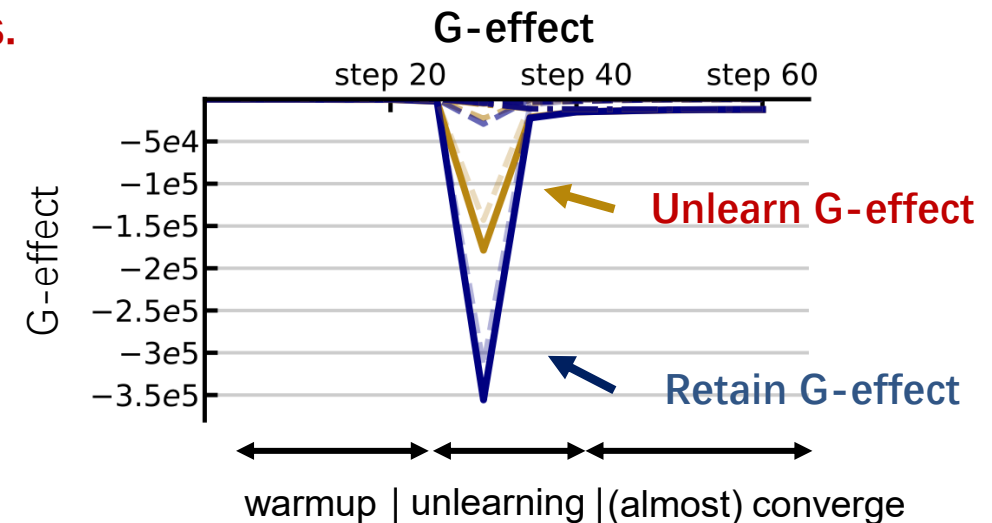 s.
G-effect
step 20 step 40 step 60
−5e4
−1e5
−1.5e5
−2e5
−2.5e5
−3e5
−3.5e5
G-effect
Unlearn G-effect
Retain G-effect
warmup | unlearning |(almost) converge